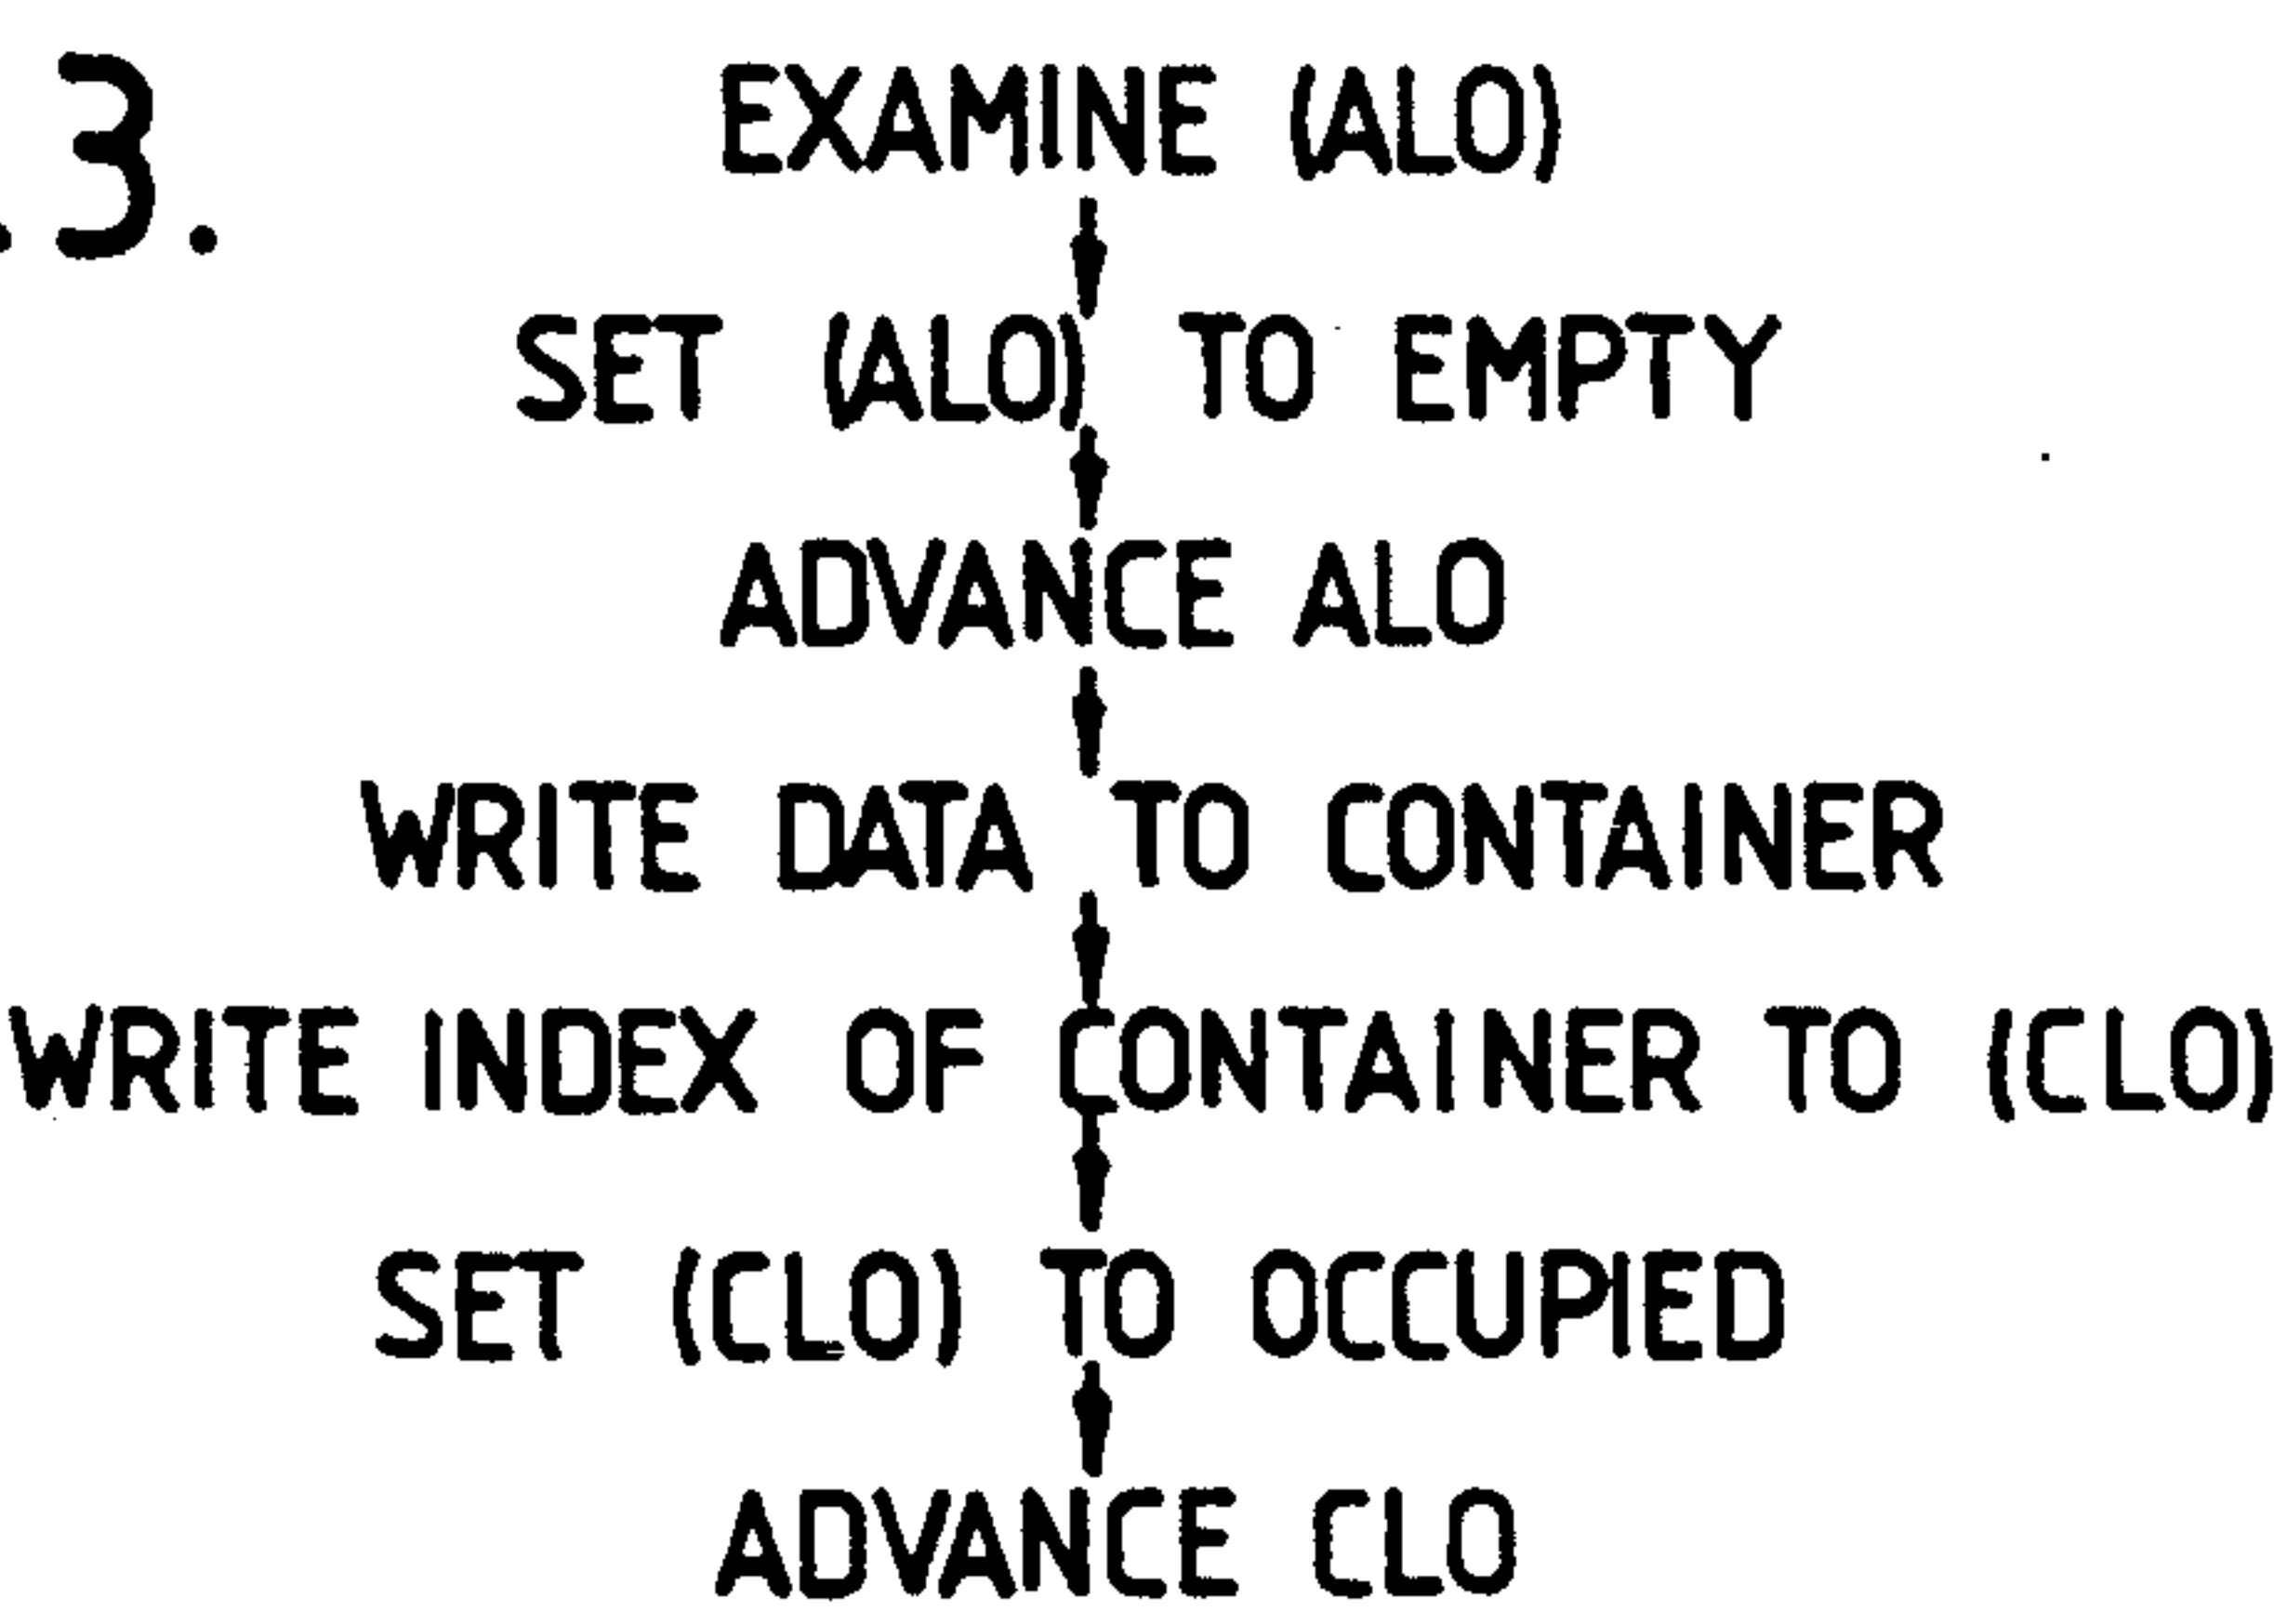 .3.
EXAMINE (ALO)
SET (ALO) TO EMPTY
ADVANCE ALO
WRITE DATA TO CONTAINER
WRITE INDEX OF CONTAINER TO (CLO)
SET (CLO) TO OCCUPIED
ADVANCE CLO